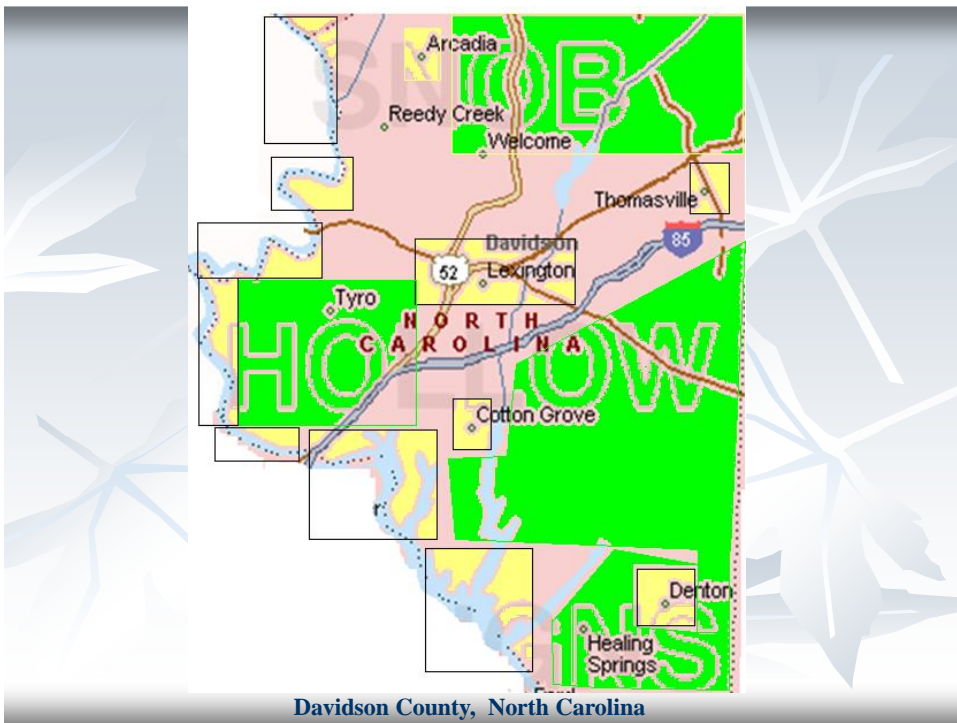 SNOB
Arcadia
Reedy Creek
Welcome
Thomasville
85
Davidson
52
Lexington
Tyro
NORTH
CAROLINA
HOLLOW
Cotton Grove
r
Denton
Healing
Springs
Davidson County, North Carolina